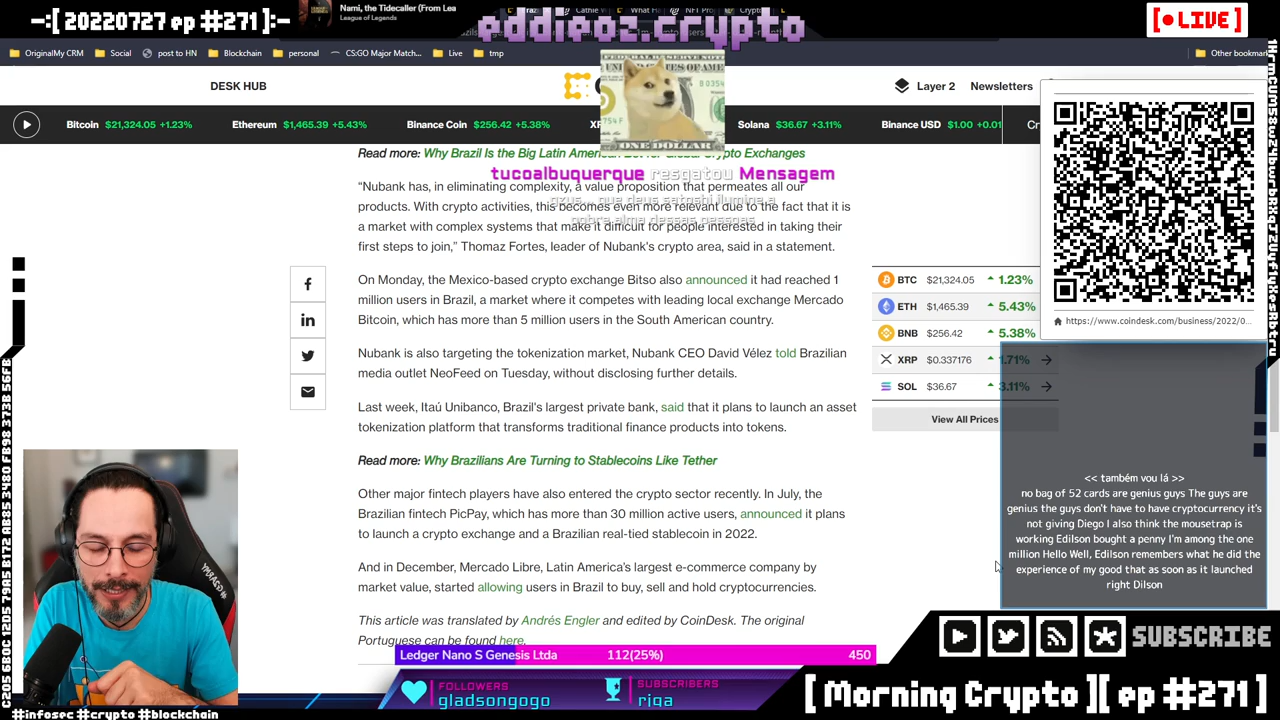 -:[ 20220727 ep #271]:-
Nami, the Tidecaller (From Lea
League of Legends
eddieoz.crypto
[●LIVE]
OriginalMy CRM
Social
post to HN
Blockchain
personal
CS:GO Major Match...
Live
tmp
Other bookmar
DESK HUB
Layer 2
Newsletters
Bitcoin $21,324.05 +1.23%
Ethereum $1,465.39 +5.43%
Binance Coin $256.42 +5.38%
Solana $36.67 +3.11%
Binance USD $1.00 +0.01
ONE DOLLAR
Read more: Why Brazil Is the Big Latin American Bet for Global Crypto Exchanges
tucoalbuquerque resgatou Mensagem
que deus satoshi ilumine a
pobre alma dessas pessoas
“Nubank has, in eliminating complexity, a value proposition that permeates all our
products. With crypto activities, this becomes even more relevant due to the fact that it is
a market with complex systems that make it difficult for people interested in taking their
first steps to join,” Thomaz Fortes, leader of Nubank's crypto area, said in a statement.
On Monday, the Mexico-based crypto exchange Bitso also announced it had reached 1
million users in Brazil, a market where it competes with leading local exchange Mercado
Bitcoin, which has more than 5 million users in the South American country.
Nubank is also targeting the tokenization market, Nubank CEO David Vélez told Brazilian
media outlet NeoFeed on Tuesday, without disclosing further details.
Last week, Itaú Unibanco, Brazil's largest private bank, said that it plans to launch an asset
tokenization platform that transforms traditional finance products into tokens.
Read more: Why Brazilians Are Turning to Stablecoins Like Tether
Other major fintech players have also entered the crypto sector recently. In July, the
Brazilian fintech PicPay, which has more than 30 million active users, announced it plans
to launch a crypto exchange and a Brazilian real-tied stablecoin in 2022.
And in December, Mercado Libre, Latin America's largest e-commerce company by
market value, started allowing users in Brazil to buy, sell and hold cryptocurrencies.
This article was translated by Andrés Engler and edited by CoinDesk. The original
Portuguese can be found here.
BTC $21,324.05 1.23%
ETH $1,465.39 5.43%
BNB $256.42 5.38%
XRP $0.337176 1.71%
SOL $36.67 3.11%
View All Prices
https://www.coindesk.com/business/2022/0...
<< também vou lá >>
no bag of 52 cards are genius guys The guys are
genius the guys don't have to have cryptocurrency it's
not giving Diego I also think the mousetrap is
working Edilson bought a penny I'm among the one
million Hello Well, Edilson remembers what he did the
experience of my good that as soon as it launched
right Dilson
Ledger Nano S Genesis Ltda 112(25%) 450
FOLLOWERS
gladsongogo
SUBSCRIBERS
riga
SUBSCRIBE
[ Morning Crypto ][ ep #271 ]
infosec #crypto #blockchain